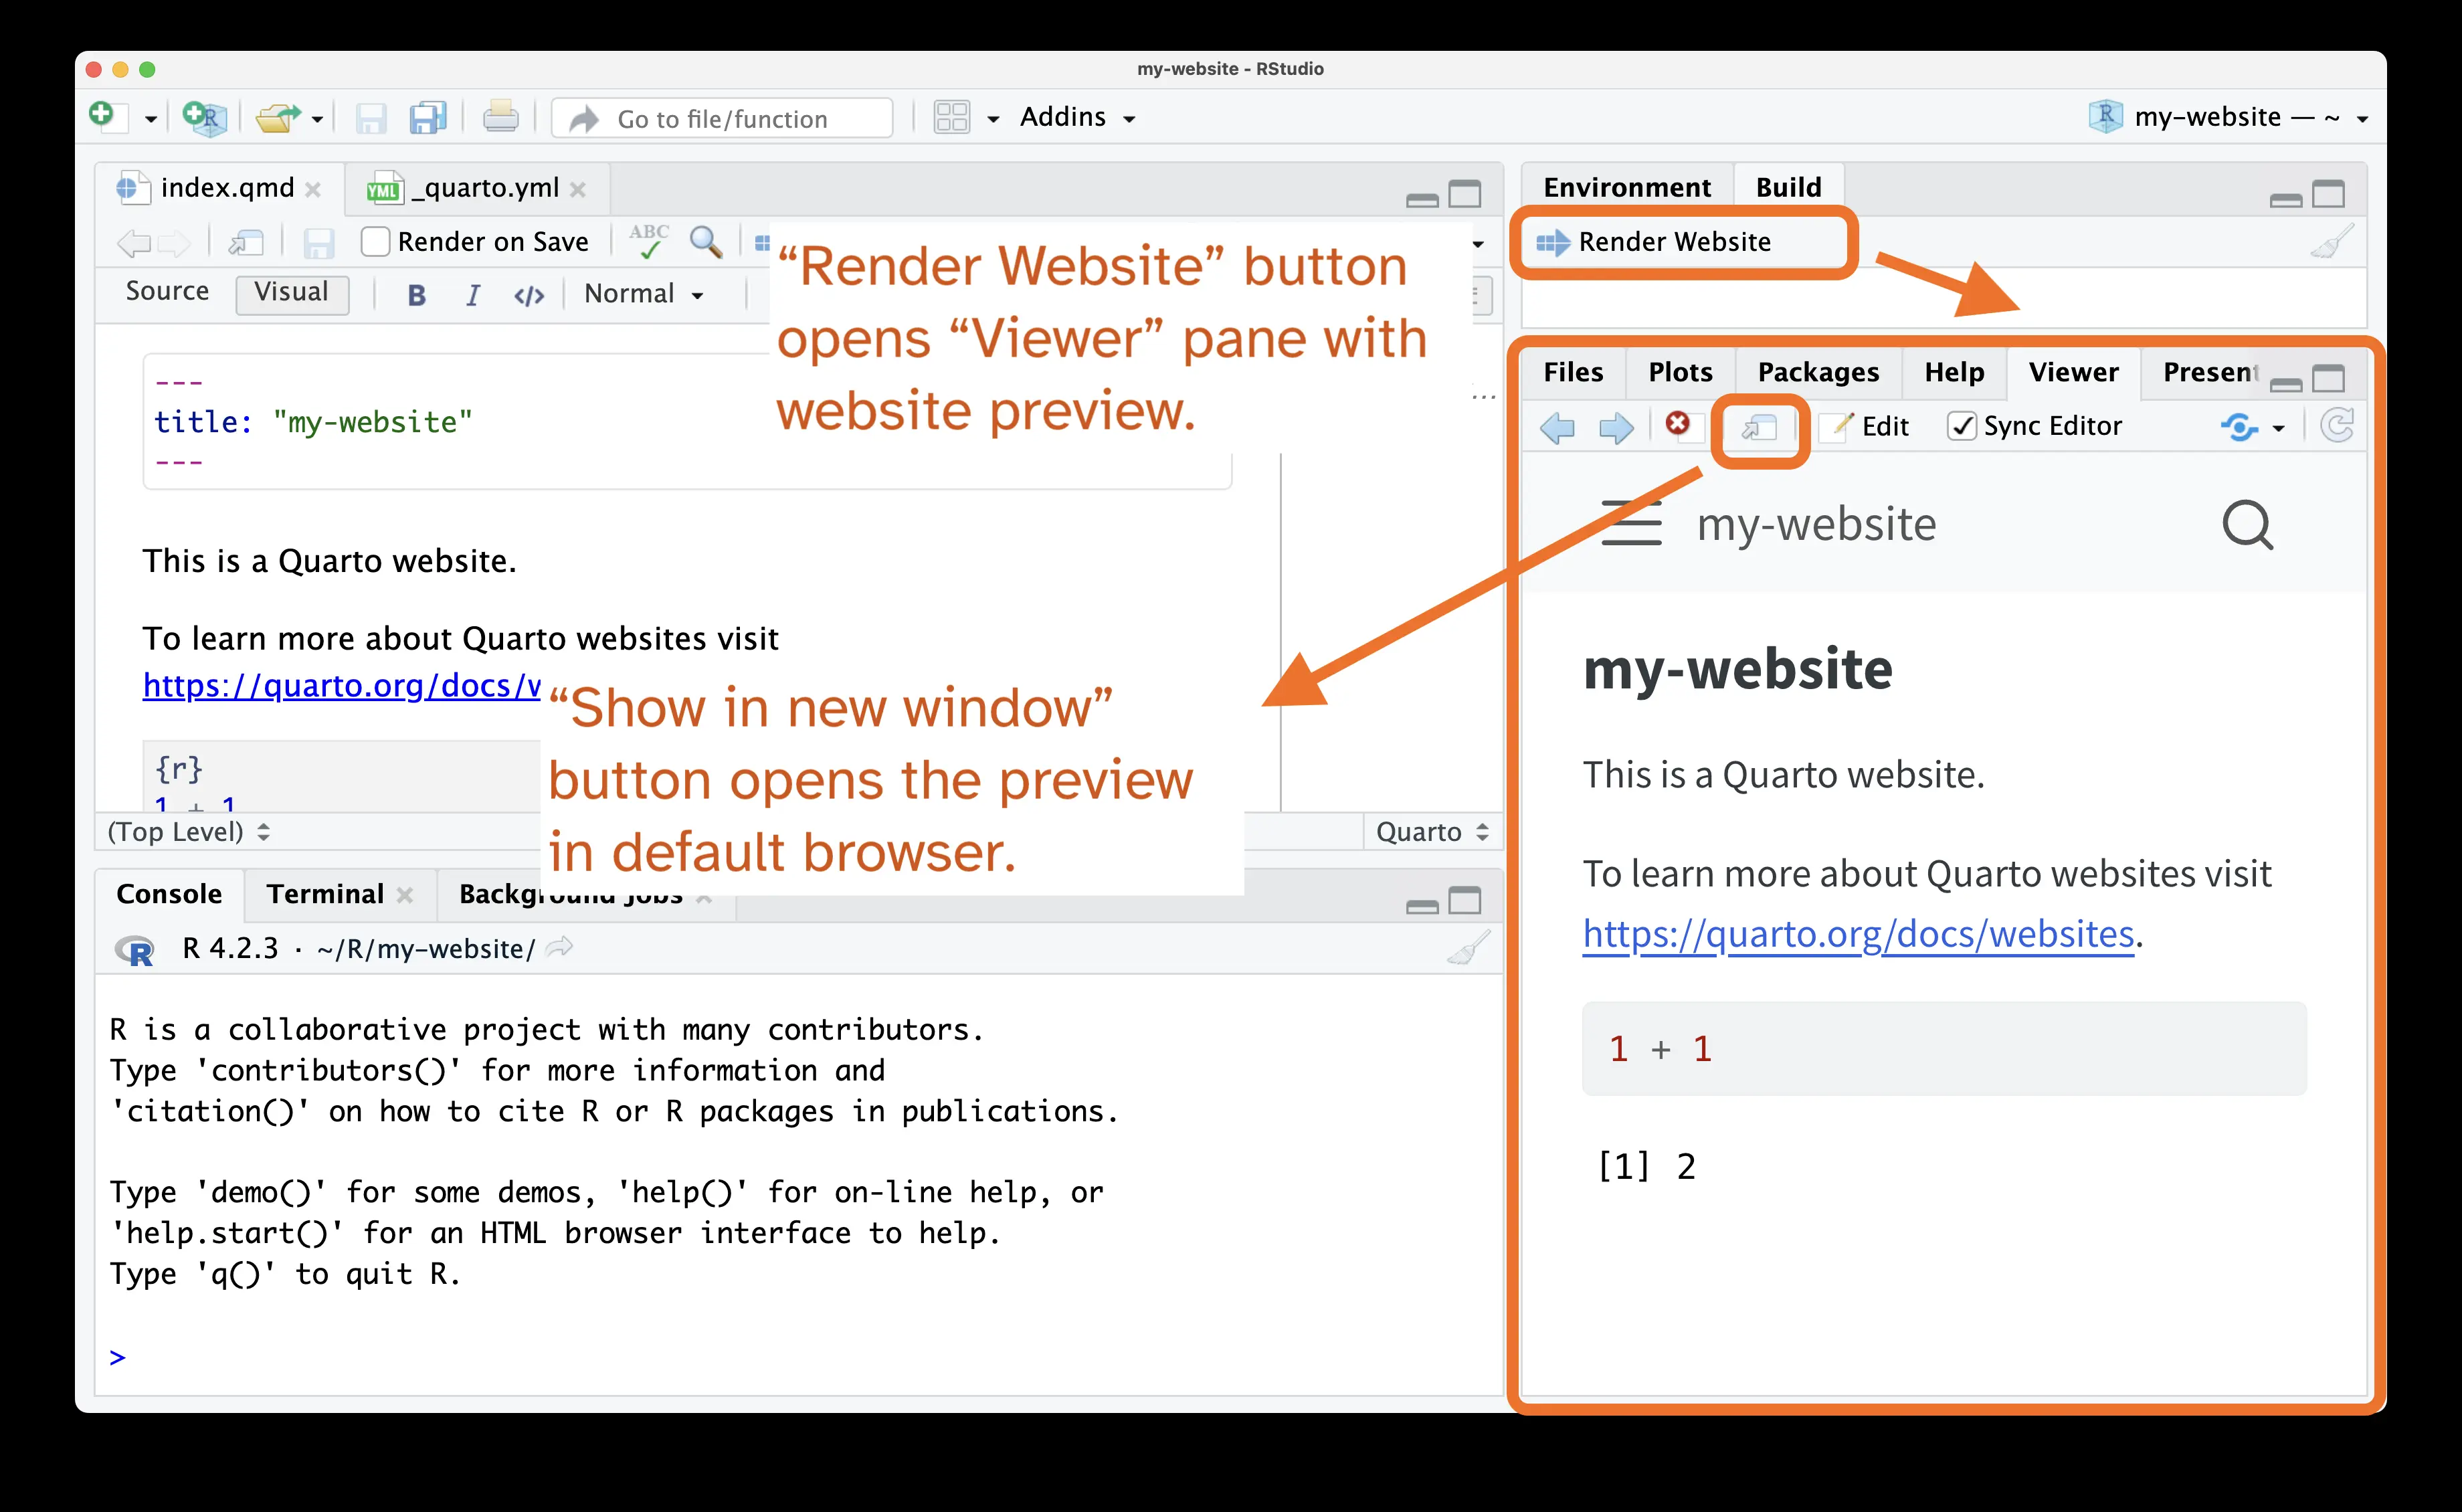 my-website - RStudio
Go to file/function
Addins
my-website — ~
index.qmd
_quarto.yml
YML
Render on Save
ABC
Source
Visual
B
I
</>
Normal
---
title: "my-website"
---
This is a Quarto website.
To learn more about Quarto websites visit
https://quarto.org/docs/w
{r}
1 + 1
(Top Level)
Quarto
“Render Website” button
opens “Viewer” pane with
website preview.
...
“Show in new window”
button opens the preview
in default browser.
Console
Terminal
Background Jobs
R 4.2.3 · ~/R/my-website/
R is a collaborative project with many contributors.
Type 'contributors()' for more information and
'citation()' on how to cite R or R packages in publications.
Type 'demo()' for some demos, 'help()' for on-line help, or
'help.start()' for an HTML browser interface to help.
Type 'q()' to quit R.
>
Environment
Build
Render Website
Files
Plots
Packages
Help
Viewer
Present
Edit
Sync Editor
my-website
my-website
This is a Quarto website.
To learn more about Quarto websites visit
https://quarto.org/docs/websites.
1 + 1
[1] 2